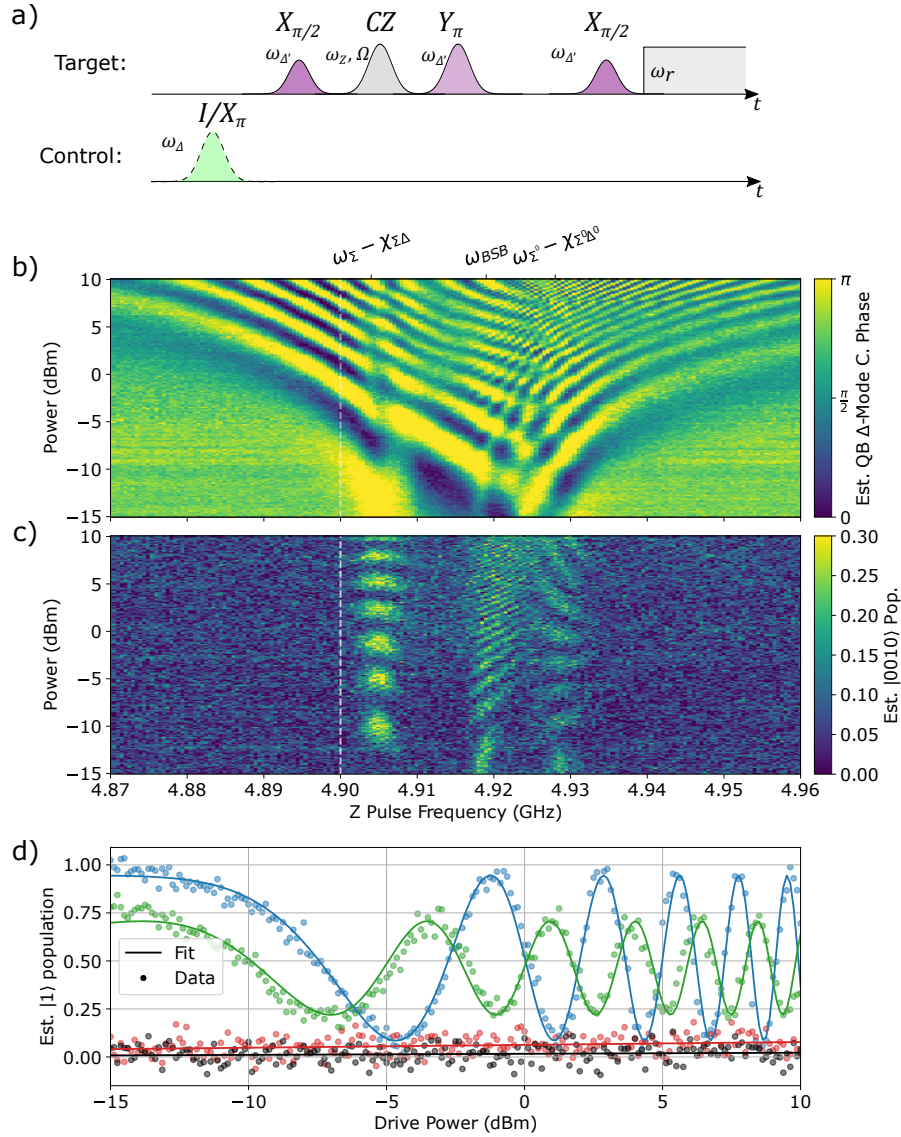 a)
X_{π/2} CZ Y_π X_{π/2}
Target: ω_{Δ'} ω_Z, Ω ω_{Δ'} ω_{Δ'} ω_r
t
I/X_π
Control: ω_Δ
t
ω_Σ − χ_{ΣΔ} ω_{BSB} ω_{Σ^0} − χ_{Σ^0Δ^0}
b)
10
5
0
−5
−10
−15
Power (dBm)
π
π/2
0
Est. QB Δ-Mode C. Phase
c)
10
5
0
−5
−10
−15
Power (dBm)
4.87 4.88 4.89 4.90 4.91 4.92 4.93 4.94 4.95 4.96
Z Pulse Frequency (GHz)
0.30
0.25
0.20
0.15
0.10
0.05
0.00
Est. |0010⟩ Pop.
d)
1.00
0.75
0.50
0.25
0.00
Est. |1⟩ population
Fit
Data
−15 −10 −5 0 5 10
Drive Power (dBm)